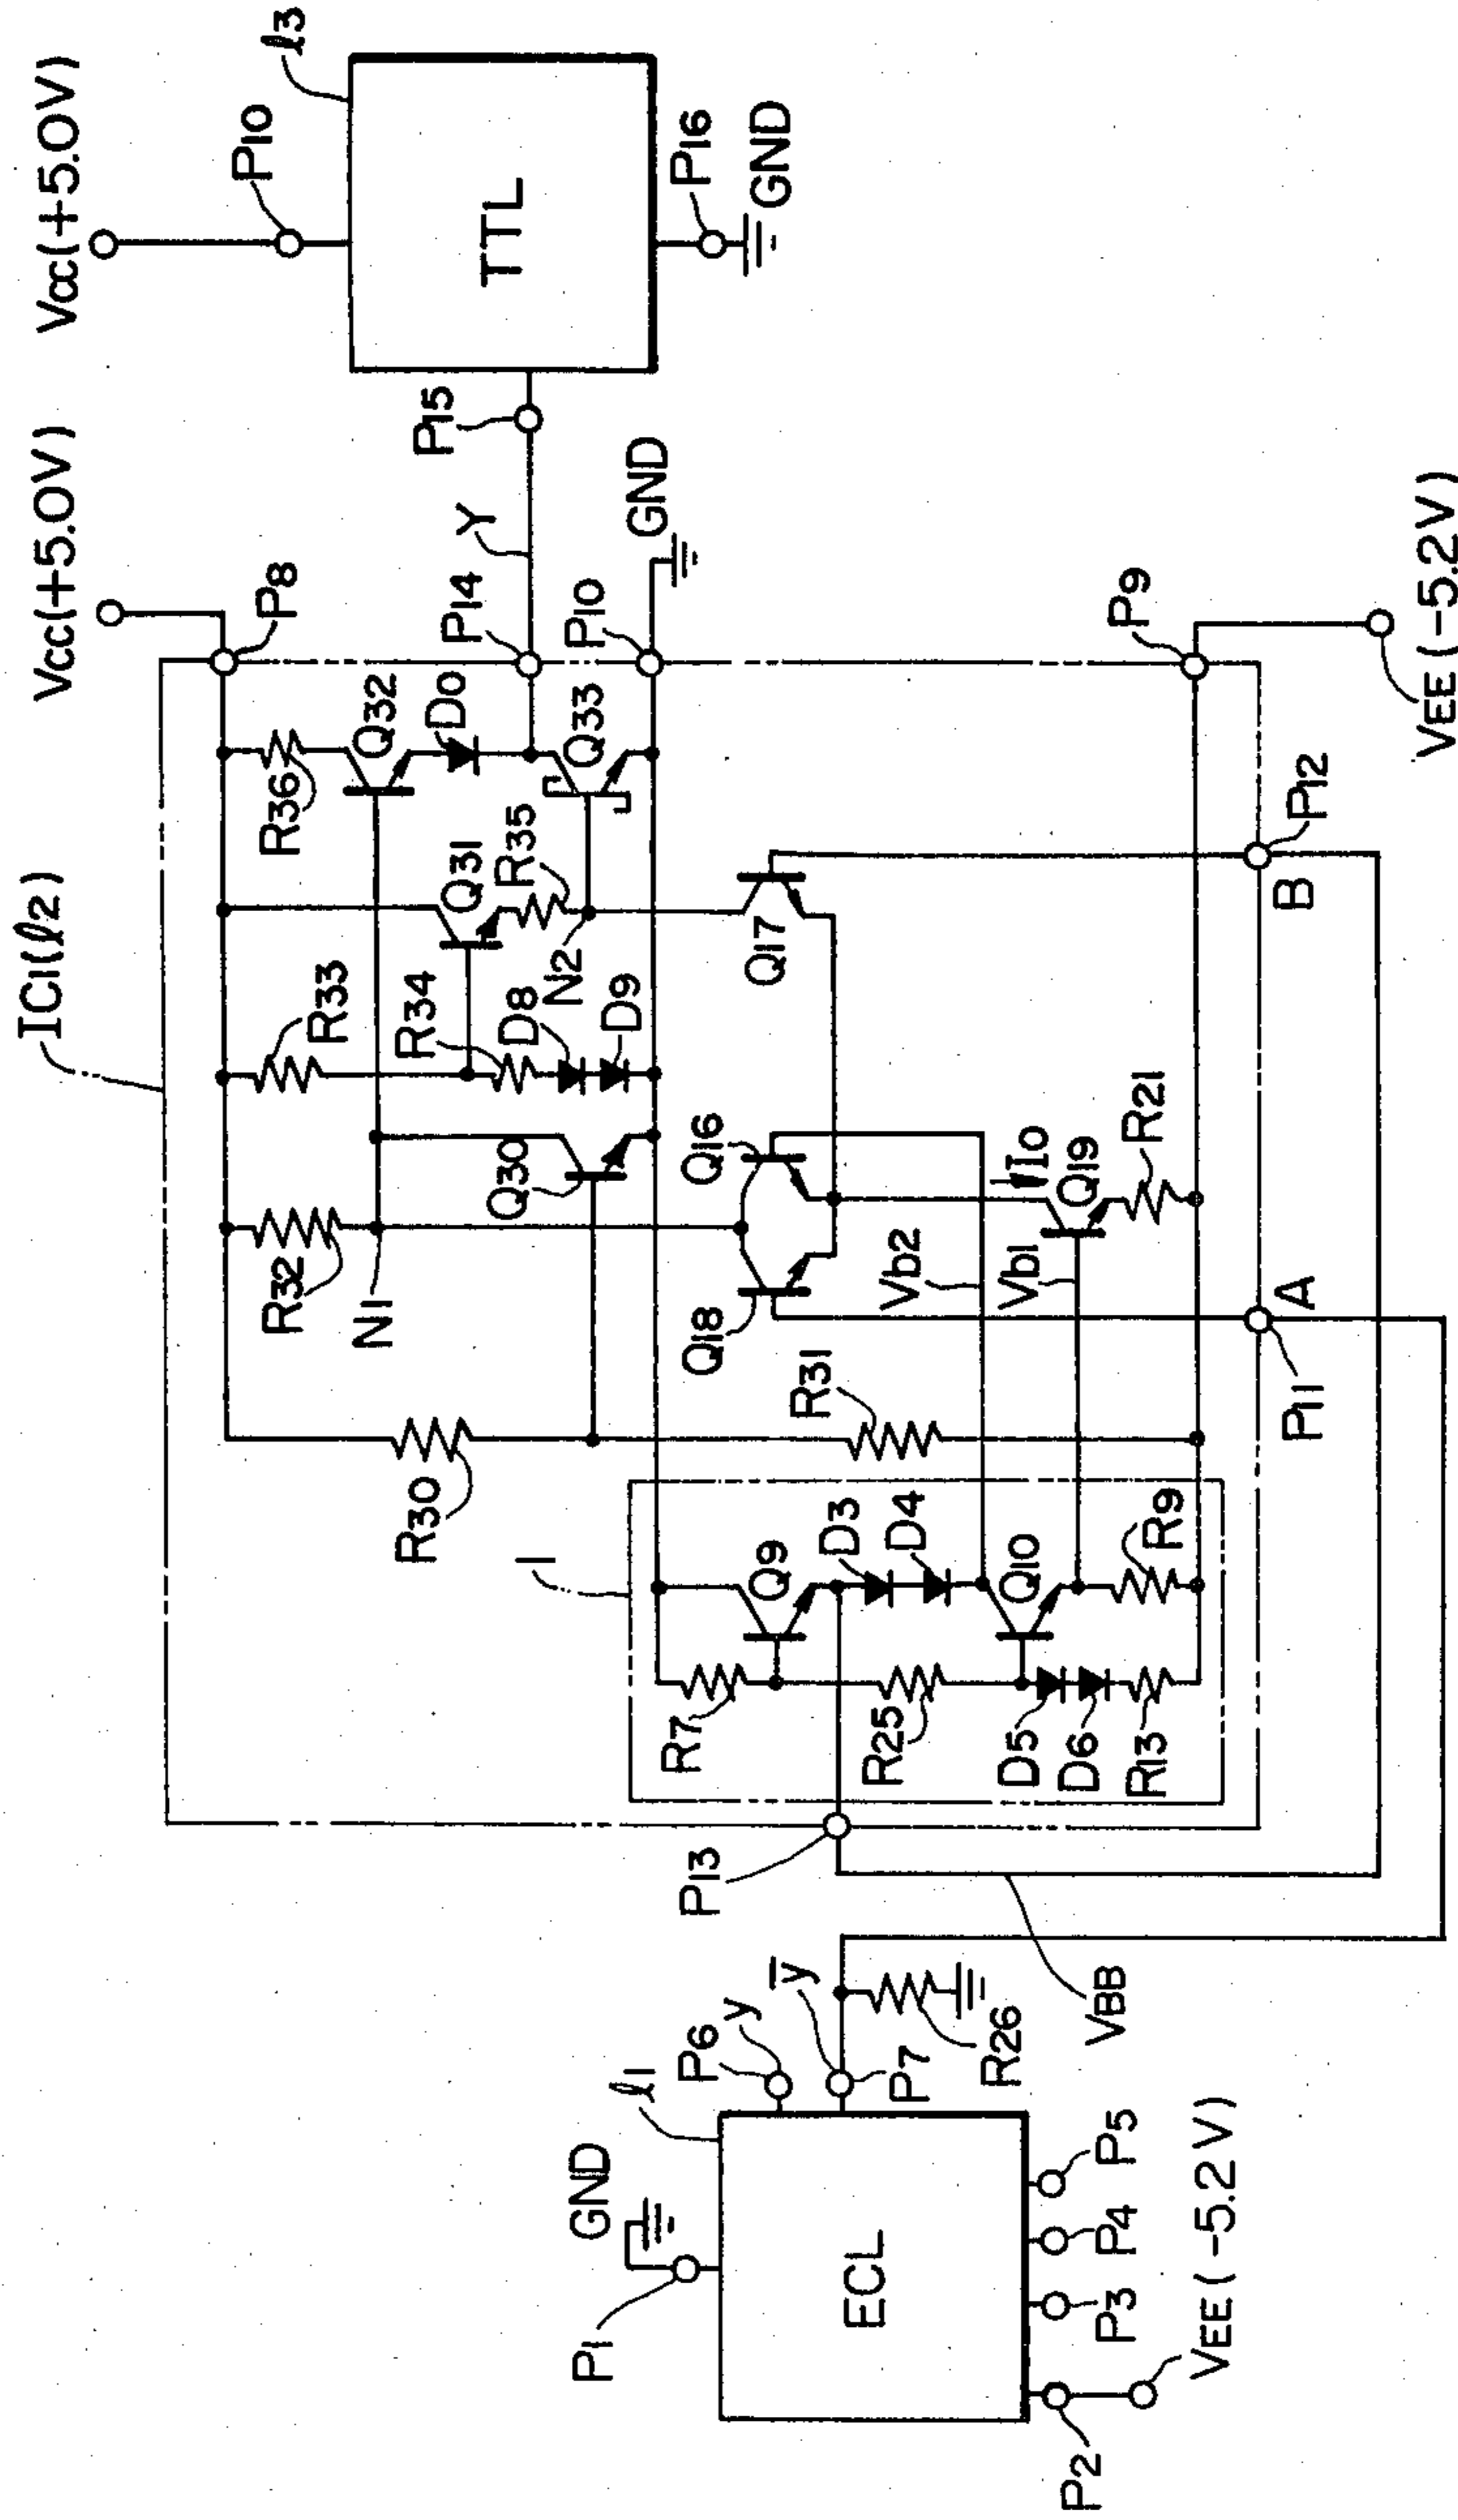 IC1(ℓ2)
Vcc(+5.0V)
Vcc(+5.0V)
P8
P10
ℓ3
R30
R32
R33
R36
Q32
N1
R34
Q31
D0
D8
D9
N2
R35
Q33
Q30
P14
Y
P15
TTL
P10
GND
P16
GND
1
R7
Q9
R25
D3
D4
D5
D6
R13
Q10
R9
R31
Q18
Q16
Q17
Vb2
Vb1
I0
Q19
R21
P9
VEE(-5.2V)
P13
P11
A
B
P12
VBB
P1
GND
ℓ1
P6
y
y̅
P7
R26
ECL
P2
P3
P4
P5
VEE(-5.2V)